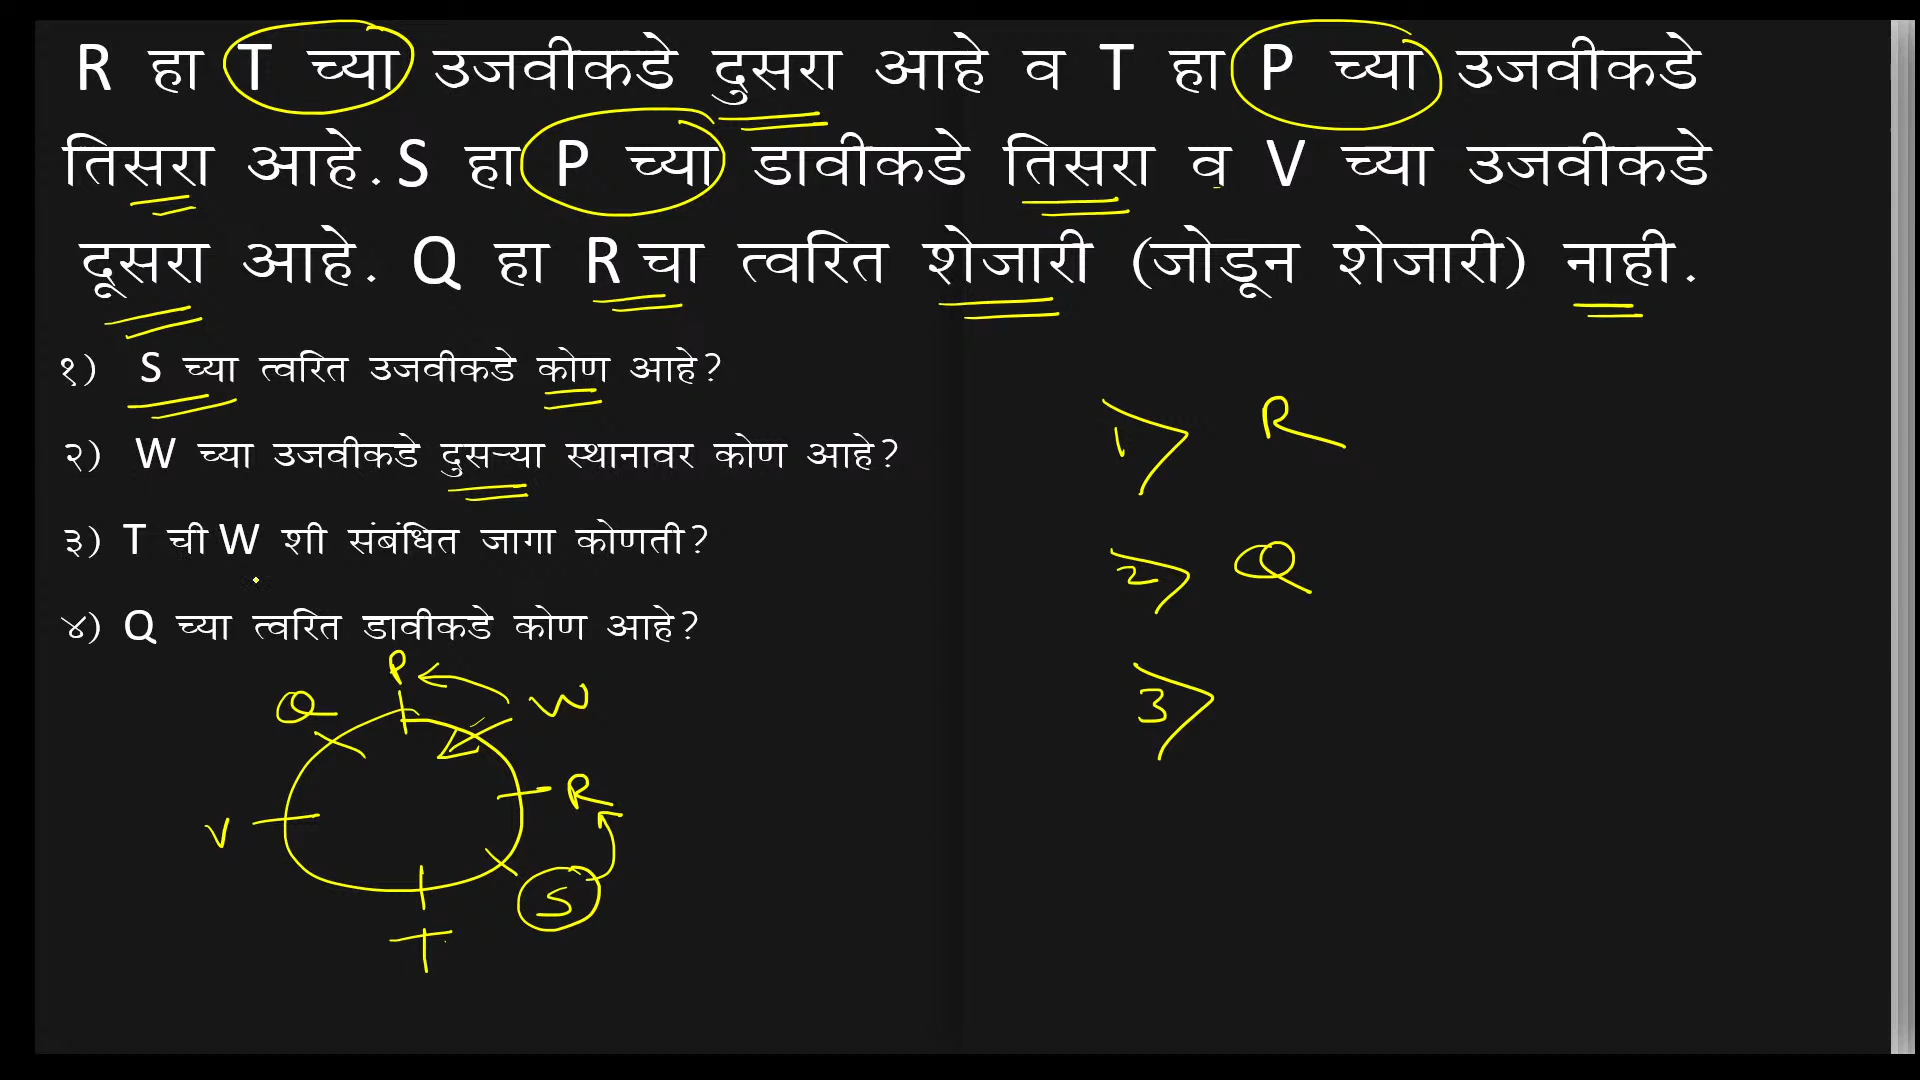 R हा T च्या उजवीकडे दुसरा आहे व T हा P च्या उजवीकडे
तिसरा आहे. S हा P च्या डावीकडे तिसरा व V च्या उजवीकडे
दूसरा आहे. Q हा R चा त्वरित शेजारी (जोडून शेजारी) नाही.
१) S च्या त्वरित उजवीकडे कोण आहे?
२) W च्या उजवीकडे दुसऱ्या स्थानावर कोण आहे?
३) T ची W शी संबंधित जागा कोणती?
४) Q च्या त्वरित डावीकडे कोण आहे?
1> R
2> Q
3>
P
Q
W
R
V
S
T